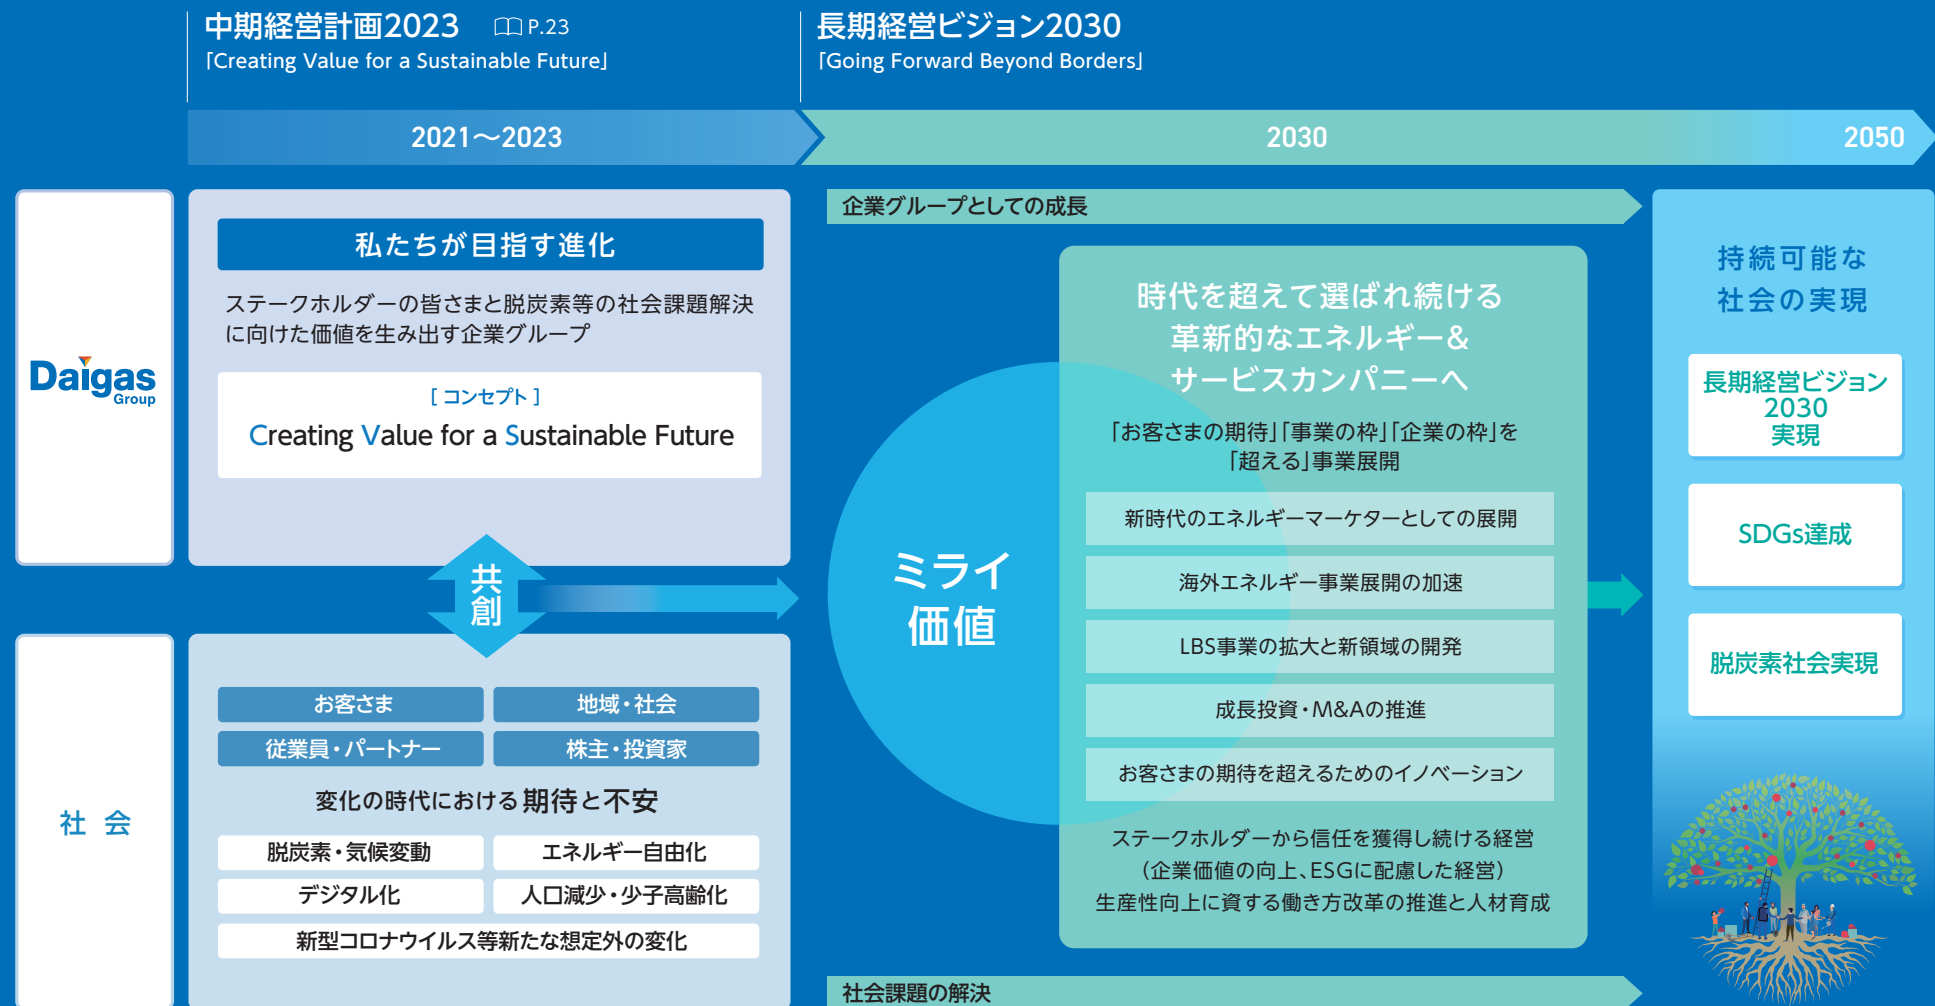 中期経営計画2023 P.23
「Creating Value for a Sustainable Future」
長期経営ビジョン2030
「Going Forward Beyond Borders」
2021～2023
2030
2050
Daigas
Group
私たちが目指す進化
ステークホルダーの皆さまと脱炭素等の社会課題解決
に向けた価値を生み出す企業グループ
[ コンセプト ]
Creating Value for a Sustainable Future
共
創
社 会
お客さま
地域・社会
従業員・パートナー
株主・投資家
変化の時代における期待と不安
脱炭素・気候変動
エネルギー自由化
デジタル化
人口減少・少子高齢化
新型コロナウイルス等新たな想定外の変化
企業グループとしての成長
ミライ
価値
時代を超えて選ばれ続ける
革新的なエネルギー&
サービスカンパニーへ
「お客さまの期待」「事業の枠」「企業の枠」を
「超える」事業展開
新時代のエネルギーマーケターとしての展開
海外エネルギー事業展開の加速
LBS事業の拡大と新領域の開発
成長投資・M&Aの推進
お客さまの期待を超えるためのイノベーション
ステークホルダーから信任を獲得し続ける経営
（企業価値の向上、ESGに配慮した経営）
生産性向上に資する働き方改革の推進と人材育成
社会課題の解決
持続可能な
社会の実現
長期経営ビジョン
2030
実現
SDGs達成
脱炭素社会実現